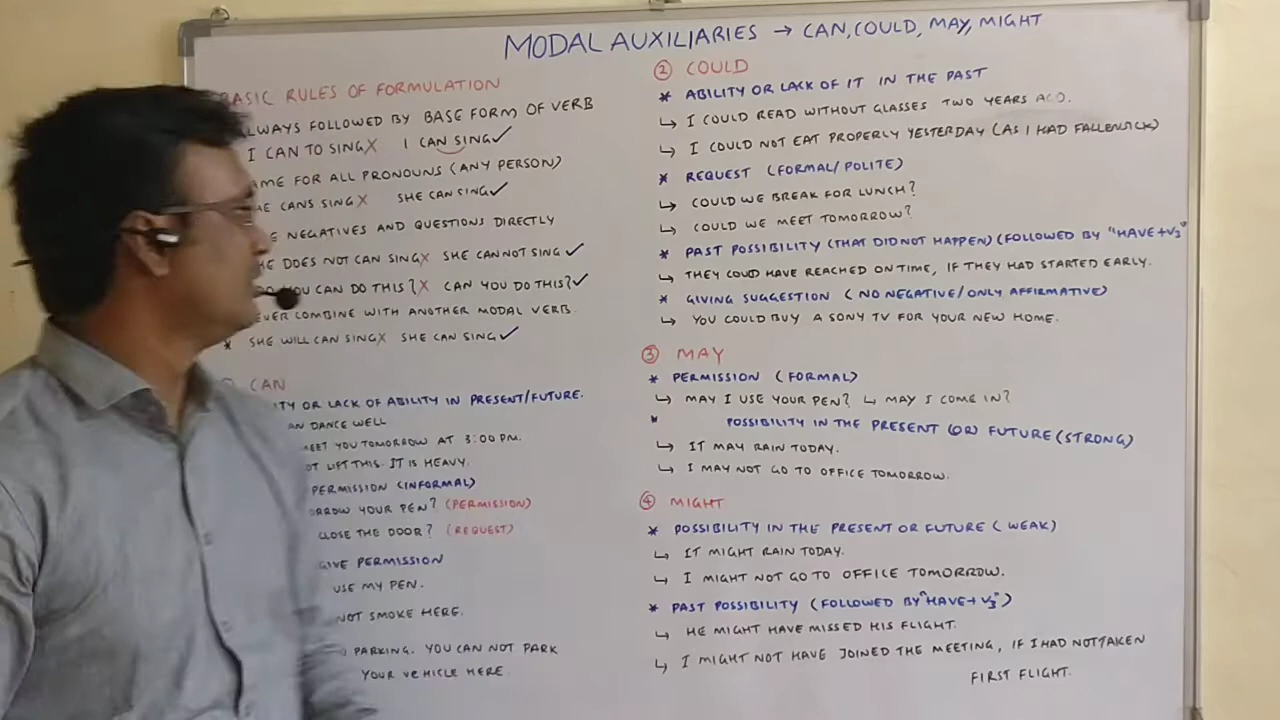 MODAL AUXILIARIES → CAN, COULD, MAY, MIGHT
BASIC RULES OF FORMULATION
ALWAYS FOLLOWED BY BASE FORM OF VERB
I CAN TO SING X I CAN SING ✓
FOR ALL PRONOUNS (ANY PERSON)
CANS SING X SHE CAN SING ✓
NEGATIVES AND QUESTIONS DIRECTLY
DOES NOT CAN SING X SHE CANNOT SING ✓
YOU CAN DO THIS? X CAN YOU DO THIS? ✓
COMBINE WITH ANOTHER MODAL VERB.
* SHE WILL CAN SING X SHE CAN SING ✓
CAN
OR LACK OF ABILITY IN PRESENT/FUTURE.
DANCE WELL
YOU TOMORROW AT 3:00 PM.
LIFT THIS. IT IS HEAVY.
PERMISSION (INFORMAL)
YOUR PEN? (PERMISSION)
CLOSE THE DOOR? (REQUEST)
GIVE PERMISSION
USE MY PEN.
NOT SMOKE HERE.
PARKING. YOU CAN NOT PARK
YOUR VEHICLE HERE.
② COULD
* ABILITY OR LACK OF IT IN THE PAST
↳ I COULD READ WITHOUT GLASSES TWO YEARS AGO.
↳ I COULD NOT EAT PROPERLY YESTERDAY (AS I HAD FALLEN SICK)
* REQUEST (FORMAL/POLITE)
↳ COULD WE BREAK FOR LUNCH?
↳ COULD WE MEET TOMORROW?
* PAST POSSIBILITY (THAT DID NOT HAPPEN) (FOLLOWED BY "HAVE+V3"
↳ THEY COULD HAVE REACHED ON TIME, IF THEY HAD STARTED EARLY.
* GIVING SUGGESTION (NO NEGATIVE/ONLY AFFIRMATIVE)
↳ YOU COULD BUY A SONY TV FOR YOUR NEW HOME.
③ MAY
* PERMISSION (FORMAL)
↳ MAY I USE YOUR PEN? ↳ MAY I COME IN?
* POSSIBILITY IN THE PRESENT (OR) FUTURE (STRONG)
↳ IT MAY RAIN TODAY.
↳ I MAY NOT GO TO OFFICE TOMORROW.
④ MIGHT
* POSSIBILITY IN THE PRESENT OR FUTURE (WEAK)
↳ IT MIGHT RAIN TODAY.
↳ I MIGHT NOT GO TO OFFICE TOMORROW.
* PAST POSSIBILITY (FOLLOWED BY "HAVE+V3")
↳ HE MIGHT HAVE MISSED HIS FLIGHT.
↳ I MIGHT NOT HAVE JOINED THE MEETING, IF I HAD NOT TAKEN
FIRST FLIGHT.